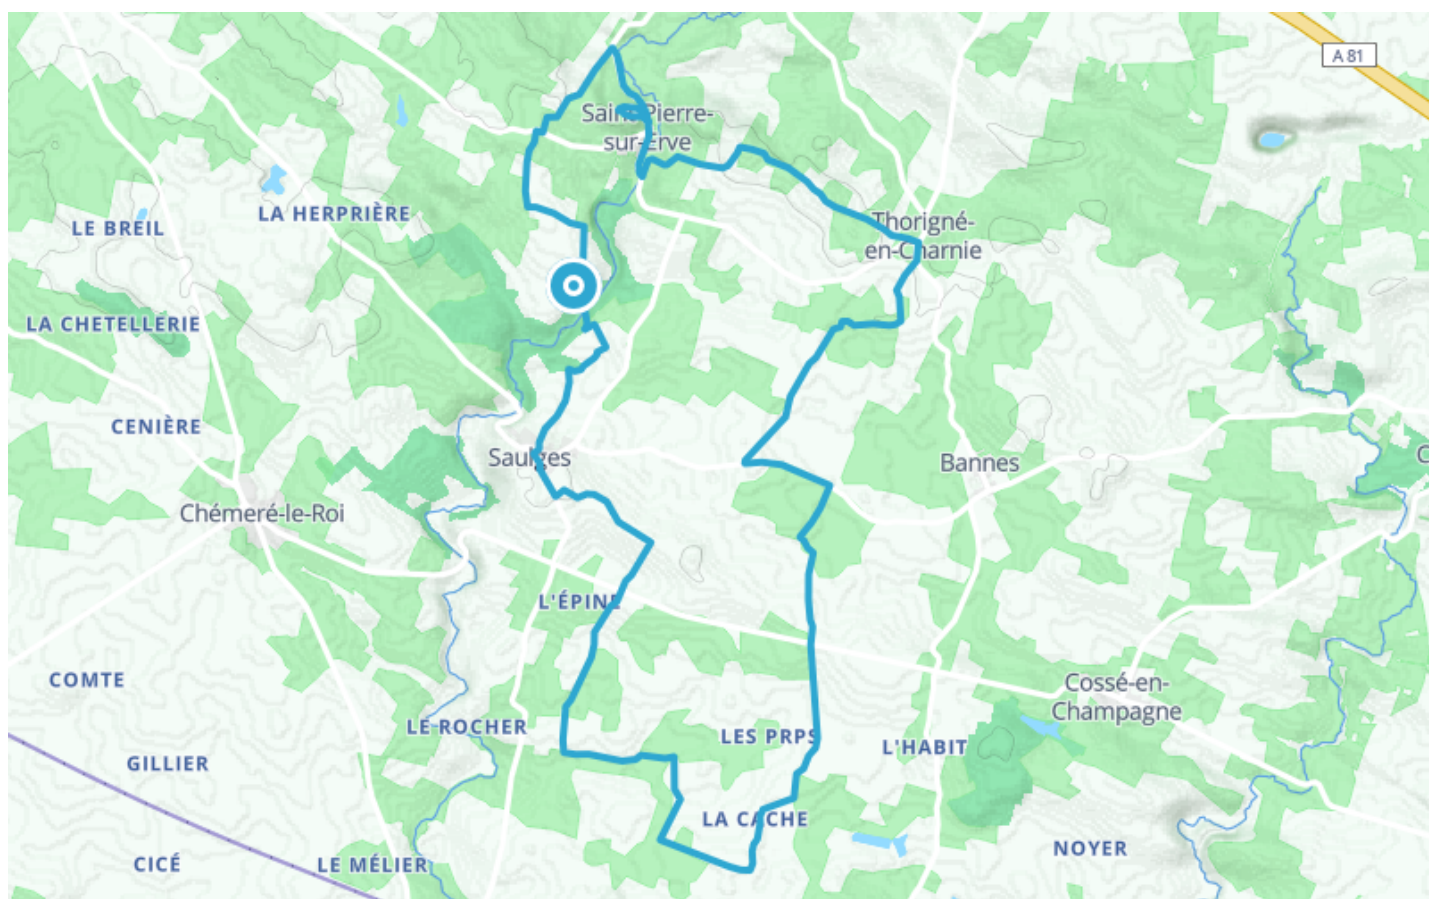 A 81
Saint-Pierre-
sur-Erve
LA HERPRIÈRE
LE BREIL
Thorigné-
en-Charnie
LA CHETELLERIE
CENIÈRE
Saulges
Bannes
C
Chémeré-le-Roi
L'ÉPINE
COMTE
Cossé-en-
Champagne
LE ROCHER
LES PRPS
L'HABIT
GILLIER
LA CACHE
NOYER
CICÉ
LE MÉLIER